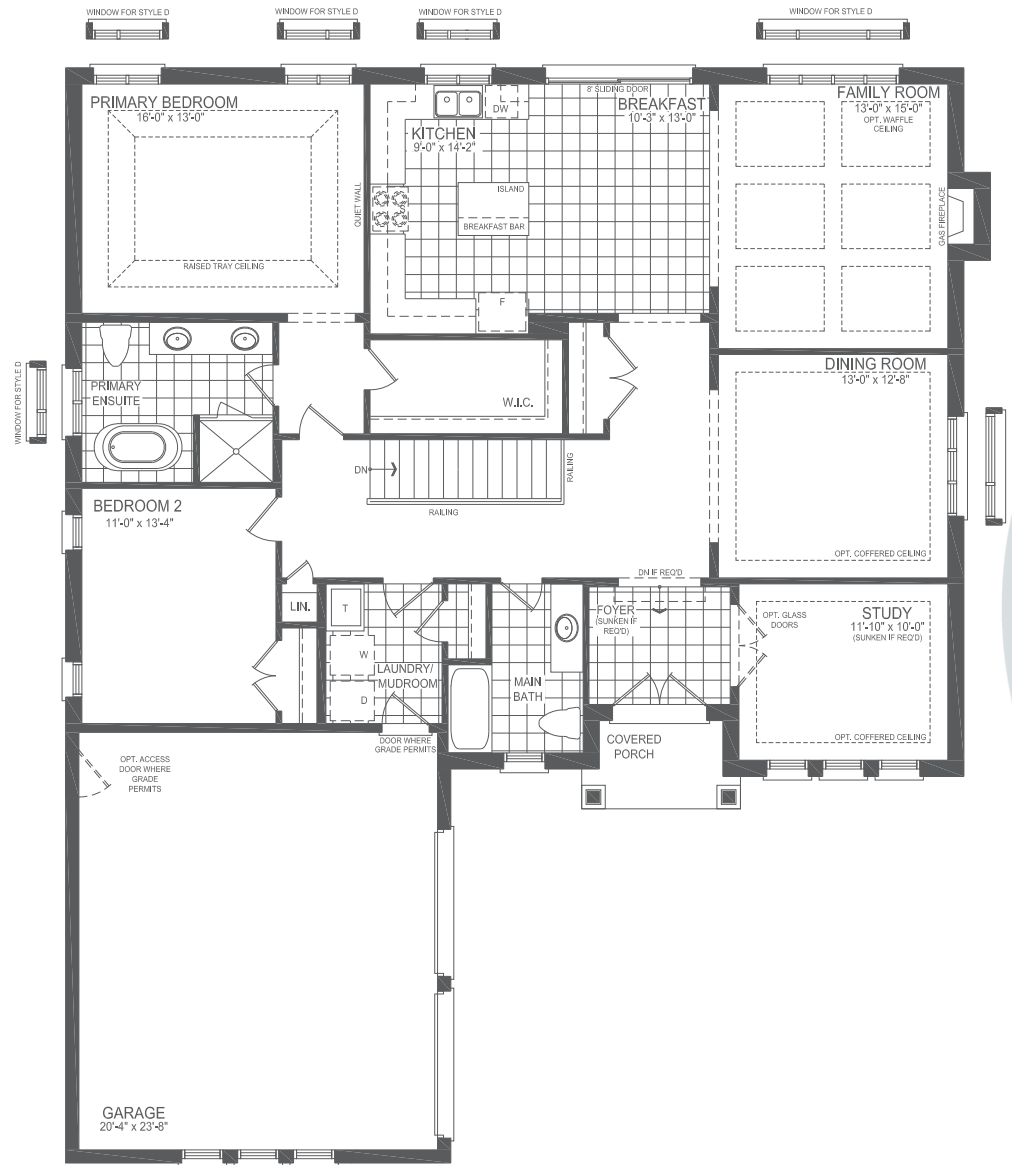 WINDOW FOR STYLE D
WINDOW FOR STYLE D
WINDOW FOR STYLE D
WINDOW FOR STYLE D
PRIMARY BEDROOM
16'-0" x 13'-0"
RAISED TRAY CEILING
QUIET WALL
KITCHEN
9'-0" x 14'-2"
DW
ISLAND
BREAKFAST BAR
F
8' SLIDING DOOR
BREAKFAST
10'-3" x 13'-0"
FAMILY ROOM
13'-0" x 15'-0"
OPT. WAFFLE
CEILING
GAS FIREPLACE
WINDOW FOR STYLE D
PRIMARY
ENSUITE
W.I.C.
DINING ROOM
13'-0" x 12'-8"
OPT. COFFERED CEILING
DN
RAILING
RAILING
BEDROOM 2
11'-0" x 13'-4"
LIN.
T
W
D
LAUNDRY/
MUDROOM
DOOR WHERE
GRADE PERMITS
MAIN
BATH
DN IF REQ'D
FOYER
(SUNKEN IF
REQ'D)
OPT. GLASS
DOORS
STUDY
11'-10" x 10'-0"
(SUNKEN IF REQ'D)
OPT. COFFERED CEILING
COVERED
PORCH
OPT. ACCESS
DOOR WHERE
GRADE
PERMITS
GARAGE
20'-4" x 23'-8"